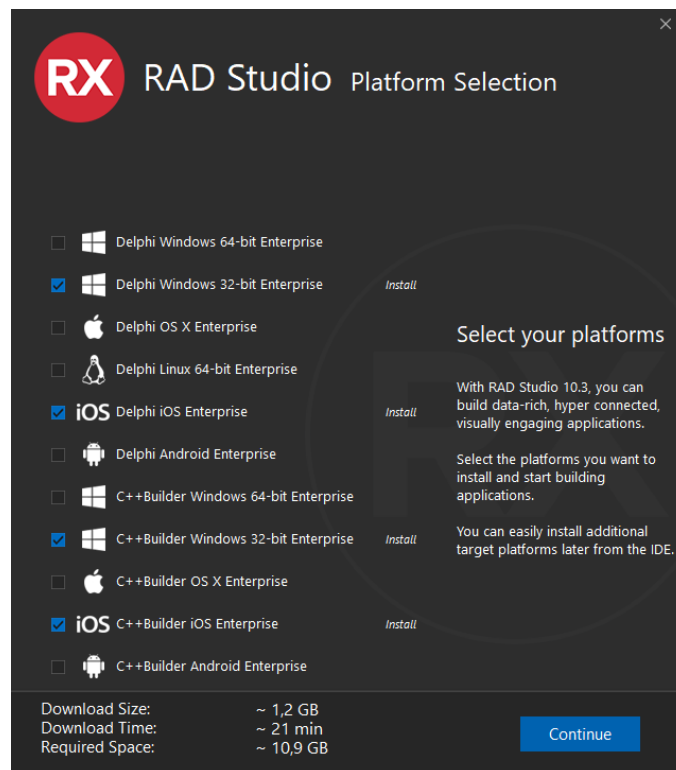 RX RAD Studio Platform Selection
Delphi Windows 64-bit Enterprise
Delphi Windows 32-bit Enterprise Install
Delphi OS X Enterprise
Delphi Linux 64-bit Enterprise
iOS Delphi iOS Enterprise Install
Delphi Android Enterprise
C++Builder Windows 64-bit Enterprise
C++Builder Windows 32-bit Enterprise Install
C++Builder OS X Enterprise
iOS C++Builder iOS Enterprise Install
C++Builder Android Enterprise
Select your platforms
With RAD Studio 10.3, you can
build data-rich, hyper connected,
visually engaging applications.
Select the platforms you want to
install and start building
applications.
You can easily install additional
target platforms later from the IDE.
RX
Download Size: ~ 1,2 GB
Download Time: ~ 21 min
Required Space: ~ 10,9 GB
Continue